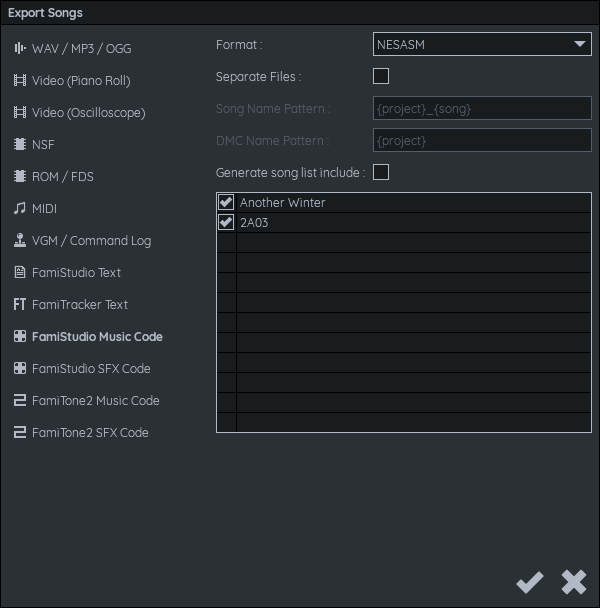 Export Songs
WAV / MP3 / OGG
Video (Piano Roll)
Video (Oscilloscope)
NSF
ROM / FDS
MIDI
VGM / Command Log
FamiStudio Text
FT FamiTracker Text
FamiStudio Music Code
FamiStudio SFX Code
FamiTone2 Music Code
FamiTone2 SFX Code
Format : NESASM
Separate Files :
Song Name Pattern : {project}_{song}
DMC Name Pattern : {project}
Generate song list include :
Another Winter
2A03